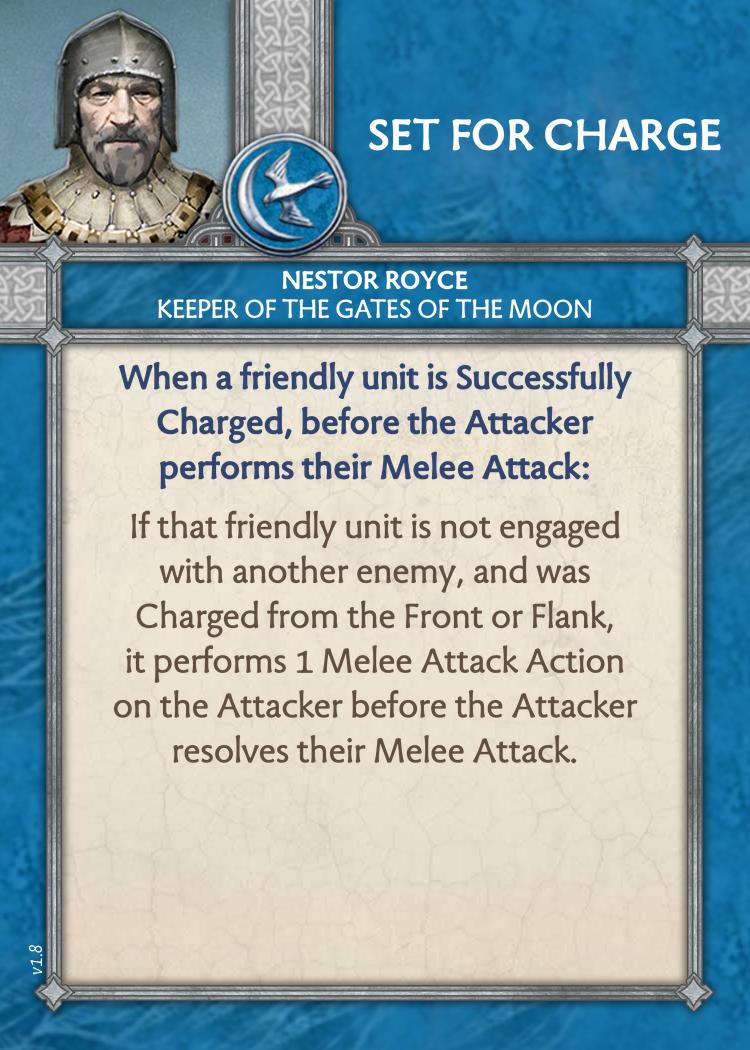 SET FOR CHARGE
NESTOR ROYCE
KEEPER OF THE GATES OF THE MOON
When a friendly unit is Successfully
Charged, before the Attacker
performs their Melee Attack:
If that friendly unit is not engaged
with another enemy, and was
Charged from the Front or Flank,
it performs 1 Melee Attack Action
on the Attacker before the Attacker
resolves their Melee Attack.
v1.8